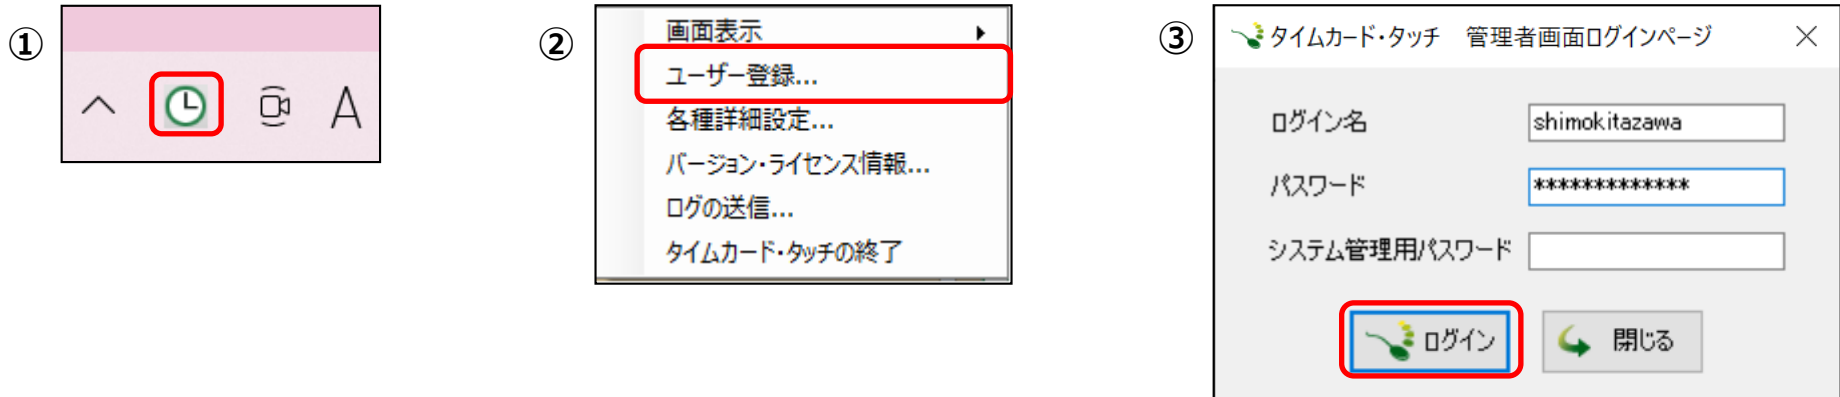 ①
A
②
画面表示
ユーザー登録...
各種詳細設定...
バージョン・ライセンス情報...
ログの送信...
タイムカード・タッチの終了
③
タイムカード・タッチ 管理者画面ログインページ
ログイン名 shimokitazawa
パスワード *************
システム管理用パスワード
ログイン 閉じる